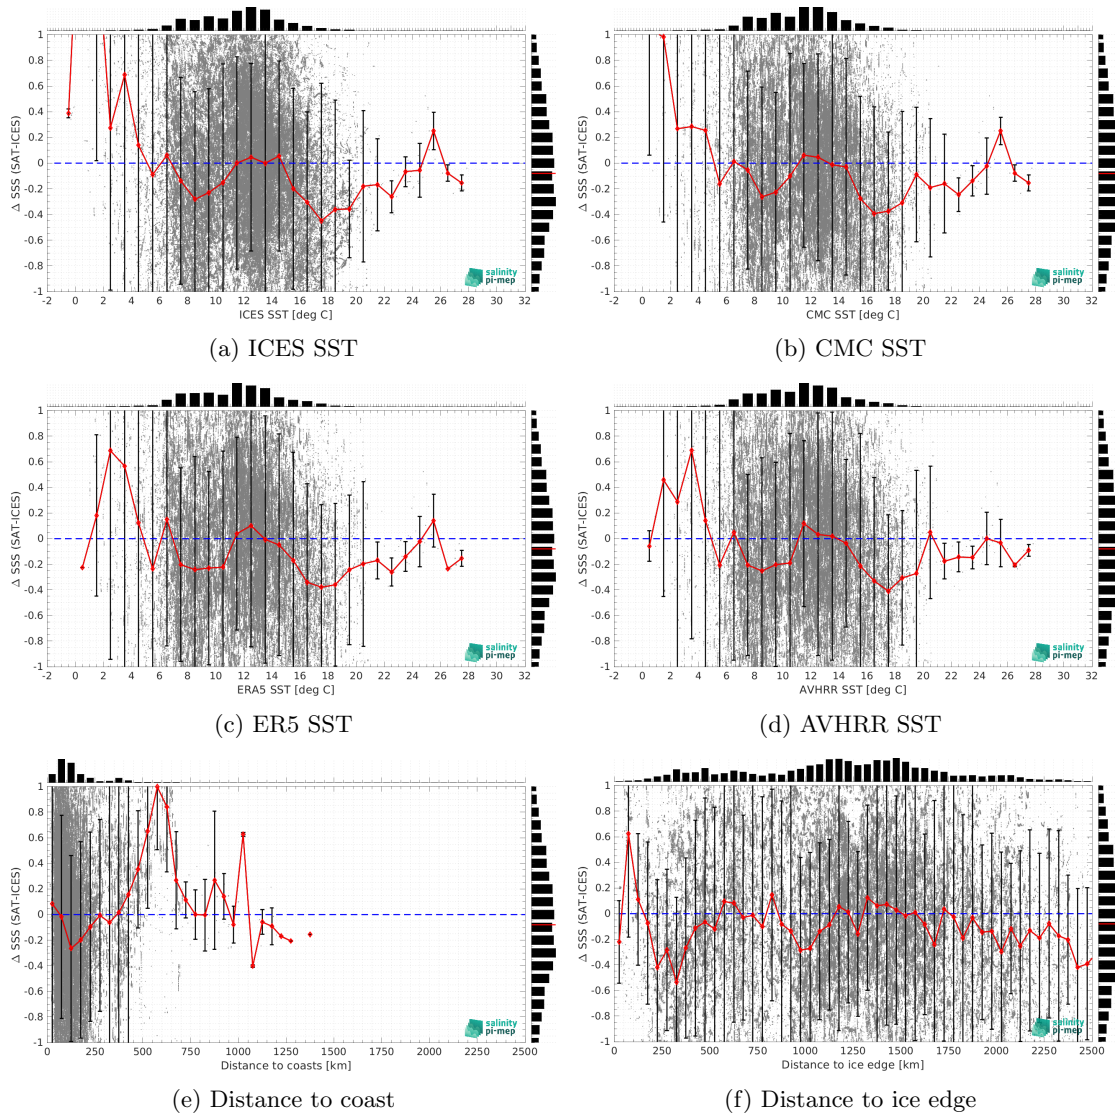 1
0.8
0.6
0.4
0.2
0
-0.2
-0.4
-0.6
-0.8
-1
Δ SSS (SAT-ICES)
-2 0 2 4 6 8 10 12 14 16 18 20 22 24 26 28 30 32
ICES SST [deg C]
salinity
pi-mep
(a) ICES SST
1
0.8
0.6
0.4
0.2
0
-0.2
-0.4
-0.6
-0.8
-1
Δ SSS (SAT-ICES)
-2 0 2 4 6 8 10 12 14 16 18 20 22 24 26 28 30 32
CMC SST [deg C]
salinity
pi-mep
(b) CMC SST
1
0.8
0.6
0.4
0.2
0
-0.2
-0.4
-0.6
-0.8
-1
Δ SSS (SAT-ICES)
-2 0 2 4 6 8 10 12 14 16 18 20 22 24 26 28 30 32
ERA5 SST [deg C]
salinity
pi-mep
(c) ER5 SST
1
0.8
0.6
0.4
0.2
0
-0.2
-0.4
-0.6
-0.8
-1
Δ SSS (SAT-ICES)
-2 0 2 4 6 8 10 12 14 16 18 20 22 24 26 28 30 32
AVHRR SST [deg C]
salinity
pi-mep
(d) AVHRR SST
1
0.8
0.6
0.4
0.2
0
-0.2
-0.4
-0.6
-0.8
-1
Δ SSS (SAT-ICES)
0 250 500 750 1000 1250 1500 1750 2000 2250 2500
Distance to coasts [km]
salinity
pi-mep
(e) Distance to coast
1
0.8
0.6
0.4
0.2
0
-0.2
-0.4
-0.6
-0.8
-1
Δ SSS (SAT-ICES)
0 250 500 750 1000 1250 1500 1750 2000 2250 2500
Distance to ice edge [km]
salinity
pi-mep
(f) Distance to ice edge